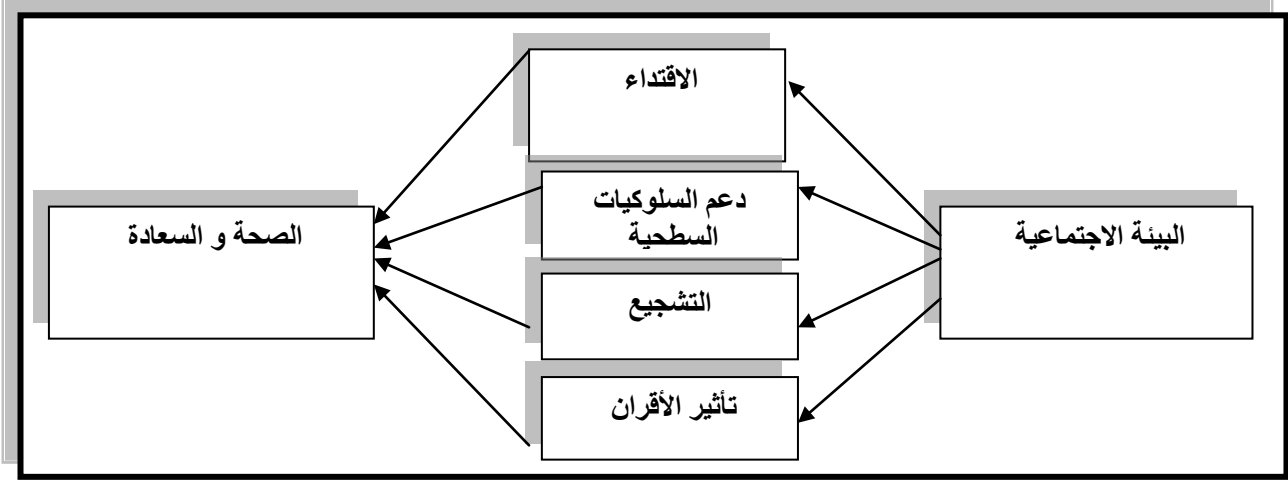 الاقتداء
دعم السلوكيات
السطحية
الصحة و السعادة
البيئة الاجتماعية
التشجيع
تأثير الأقران